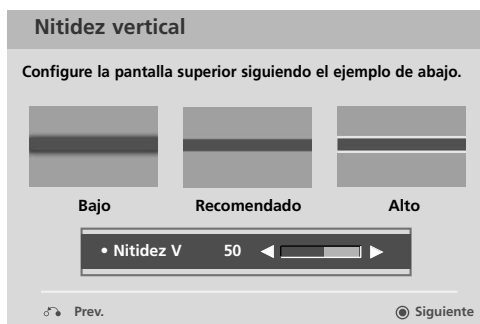 Nitidez vertical
Configure la pantalla superior siguiendo el ejemplo de abajo.
Bajo Recomendado Alto
• Nitidez V 50
Prev. Siguiente